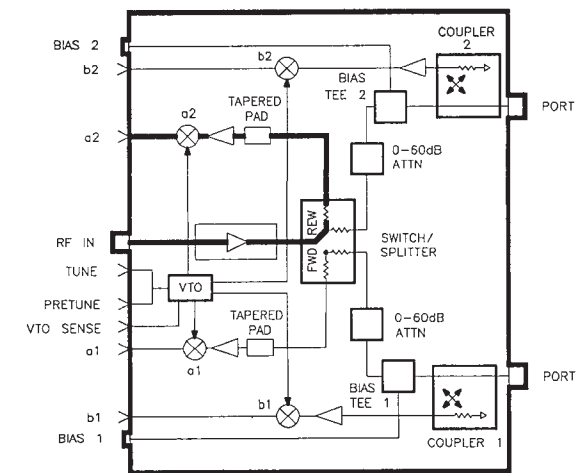 COUPLER
2
BIAS 2
b2
b2
BIAS
TEE 2
TAPERED
PAD
PORT
a2
a2
0-60dB
ATTN
REW
FWD
SWITCH/
SPLITTER
RF IN
TUNE
VTO
PRETUNE
VTO SENSE
TAPERED
PAD
0-60dB
ATTN
a1
a1
PORT
BIAS
TEE 1
b1
b1
BIAS 1
COUPLER 1